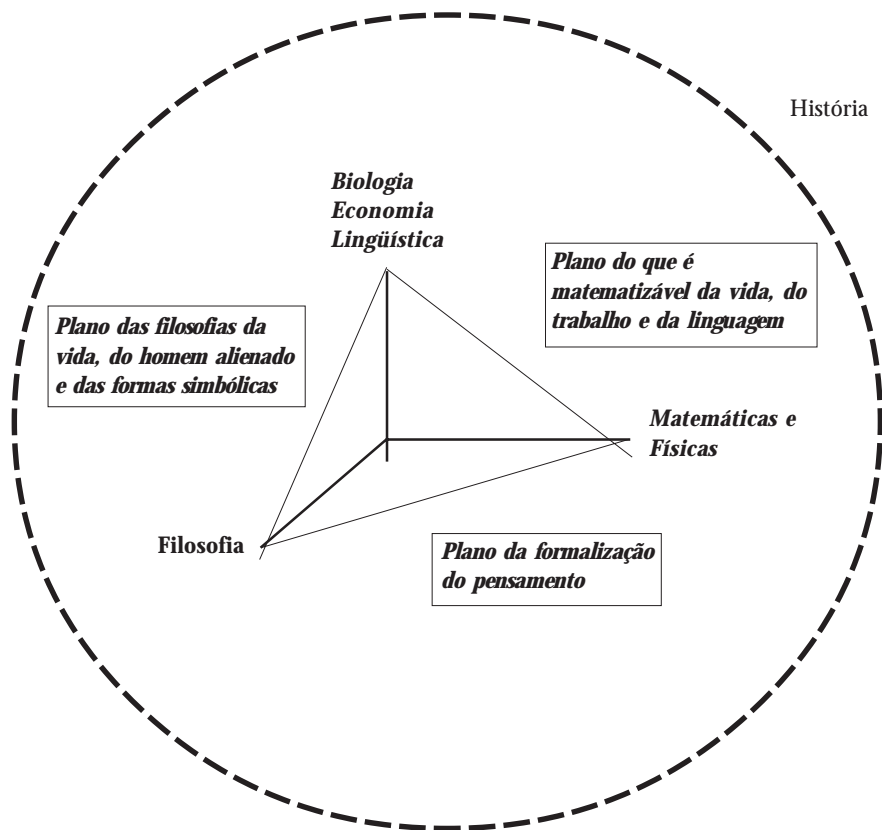 História
Biologia
Economia
Lingüística
Plano do que é
matematizável da vida, do
trabalho e da linguagem
Plano das filosofias da
vida, do homem alienado
e das formas simbólicas
Matemáticas e
Físicas
Filosofia
Plano da formalização
do pensamento